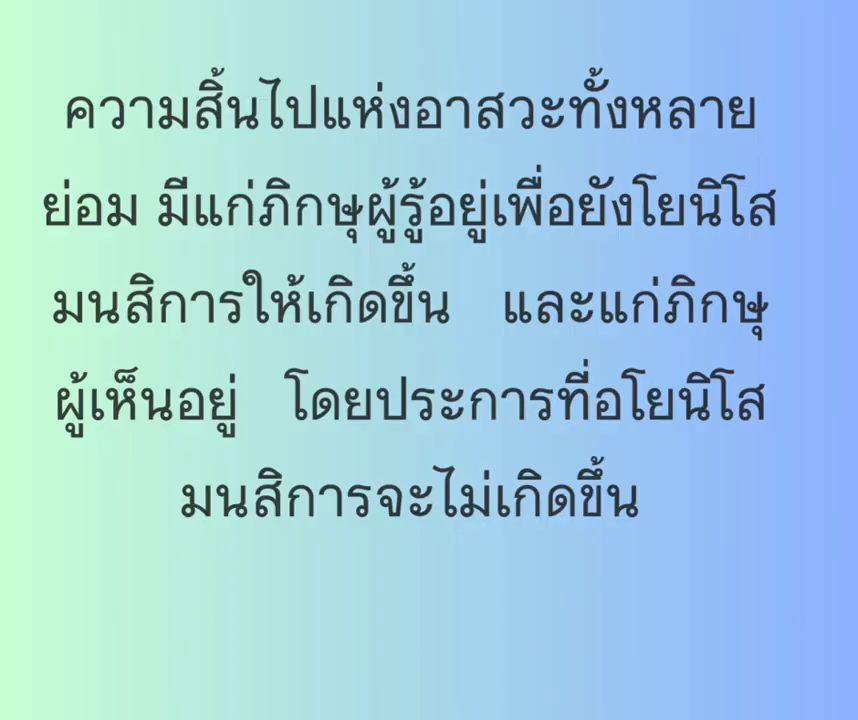 ความสิ้นไปแห่งอาสวะทั้งหลาย
ย่อม มีแก่ภิกษุผู้รู้อยู่เพื่อยังโยนิโส
มนสิการให้เกิดขึ้น และแก่ภิกษุ
ผู้เห็นอยู่ โดยประการที่อโยนิโส
มนสิการจะไม่เกิดขึ้น